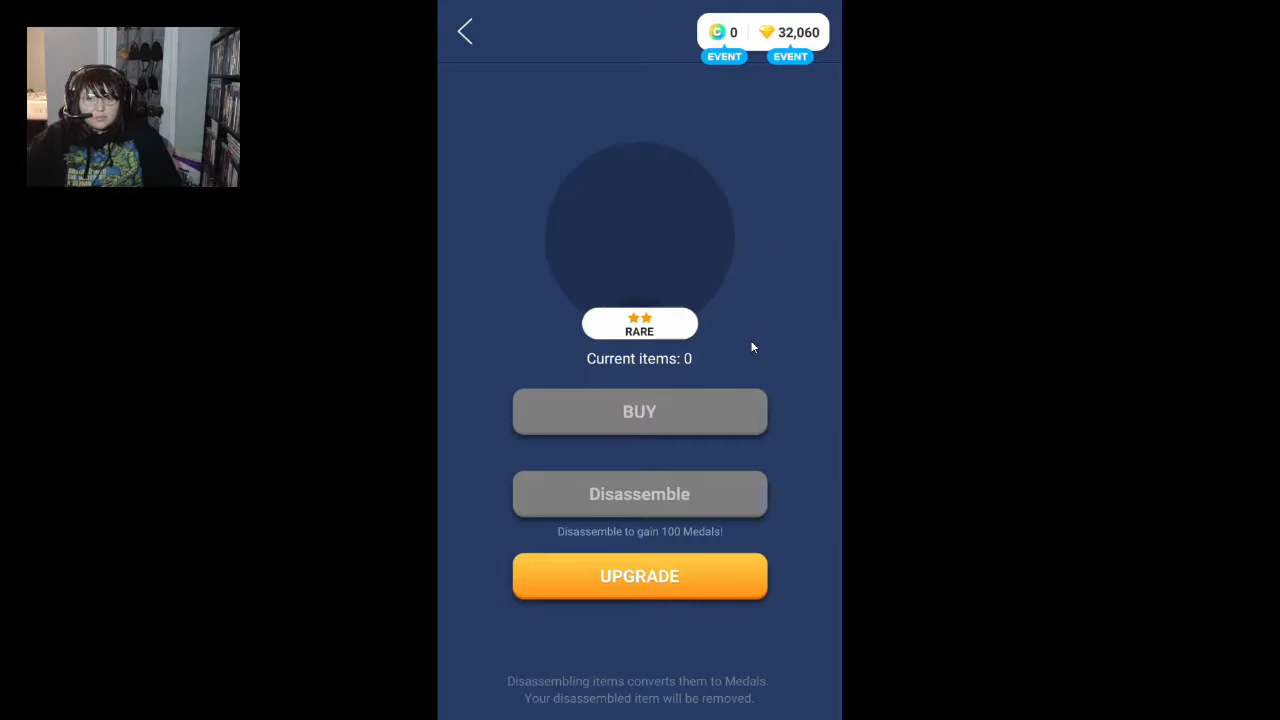 0
32,060
EVENT
EVENT
RARE
Current items: 0
BUY
Disassemble
Disassemble to gain 100 Medals!
UPGRADE
Disassembling items converts them to Medals.
Your disassembled item will be removed.